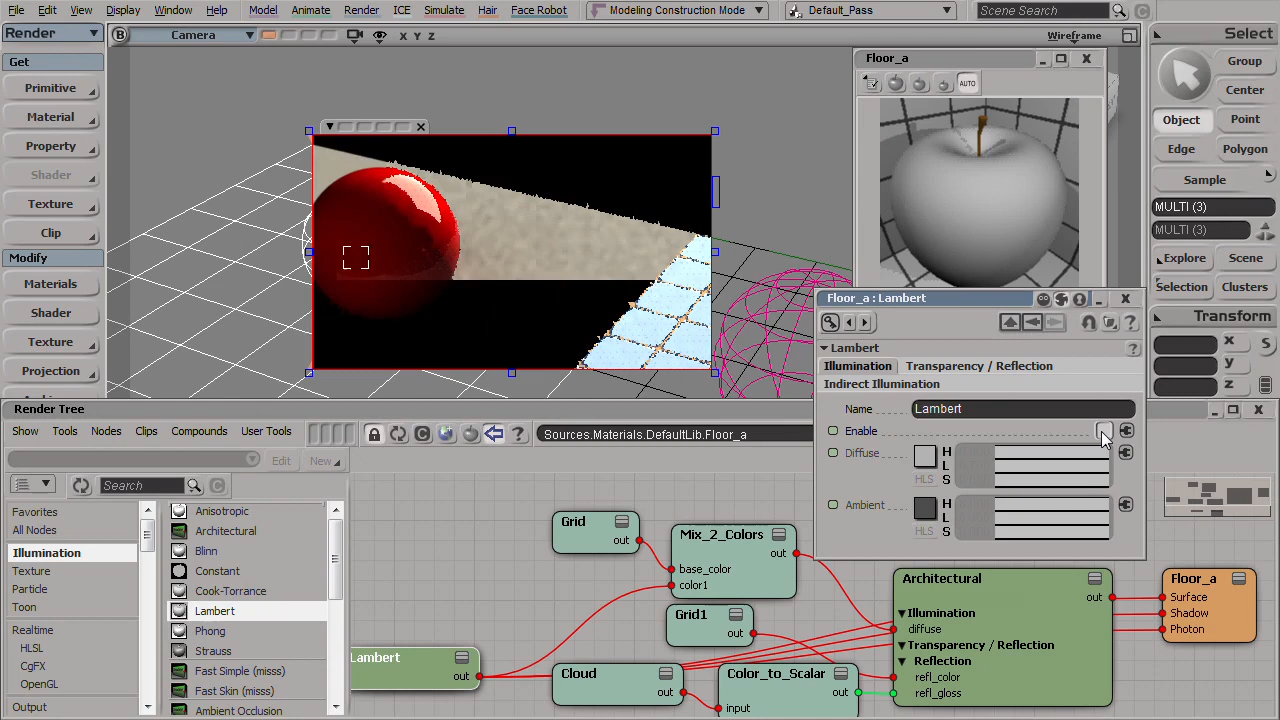 File Edit View Display Window Help Model Animate Render ICE Simulate Hair Face Robot Modeling Construction Mode Default_Pass Scene Search
Render
B Camera X Y Z Wireframe
Select
Get
Primitive
Material
Property
Shader
Texture
Clip
Modify
Materials
Shader
Texture
Projection
Floor_a
AUTO
Group
Center
Object
Point
Edge
Polygon
Sample
MULTI (3)
MULTI (3)
Explore
Scene
Selection
Clusters
Transform
x
y
z
S
Floor_a : Lambert
Lambert
?
Illumination Transparency / Reflection
Indirect Illumination
Name Lambert
Enable
Diffuse H L S
HLS
Ambient H L S
HLS
Render Tree
Show Tools Nodes Clips Compounds User Tools
Sources.Materials.DefaultLib.Floor_a
Edit New
Search
Favorites
All Nodes
Illumination
Texture
Particle
Toon
Realtime
HLSL
CgFX
OpenGL
Output
Anisotropic
Architectural
Blinn
Constant
Cook-Torrance
Lambert
Phong
Strauss
Fast Simple (misss)
Fast Skin (misss)
Ambient Occlusion
Lambert
out
Grid
out
Mix_2_Colors
out
base_color
color1
Grid1
out
Cloud
out
Color_to_Scalar
out
input
Architectural
out
Illumination
diffuse
Transparency / Reflection
Reflection
refl_color
refl_gloss
Floor_a
Surface
Shadow
Photon